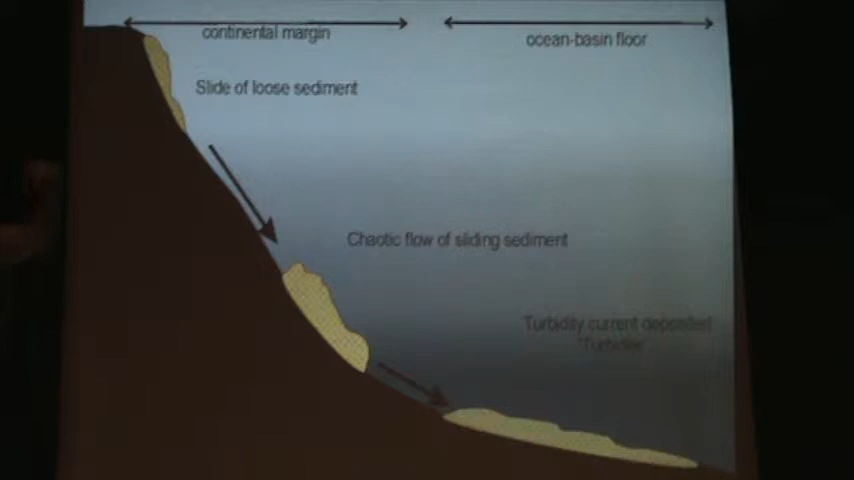 continental margin
ocean-basin floor
Slide of loose sediment
Chaotic flow of sliding sediment
Turbidity current deposited
"Turbidite"